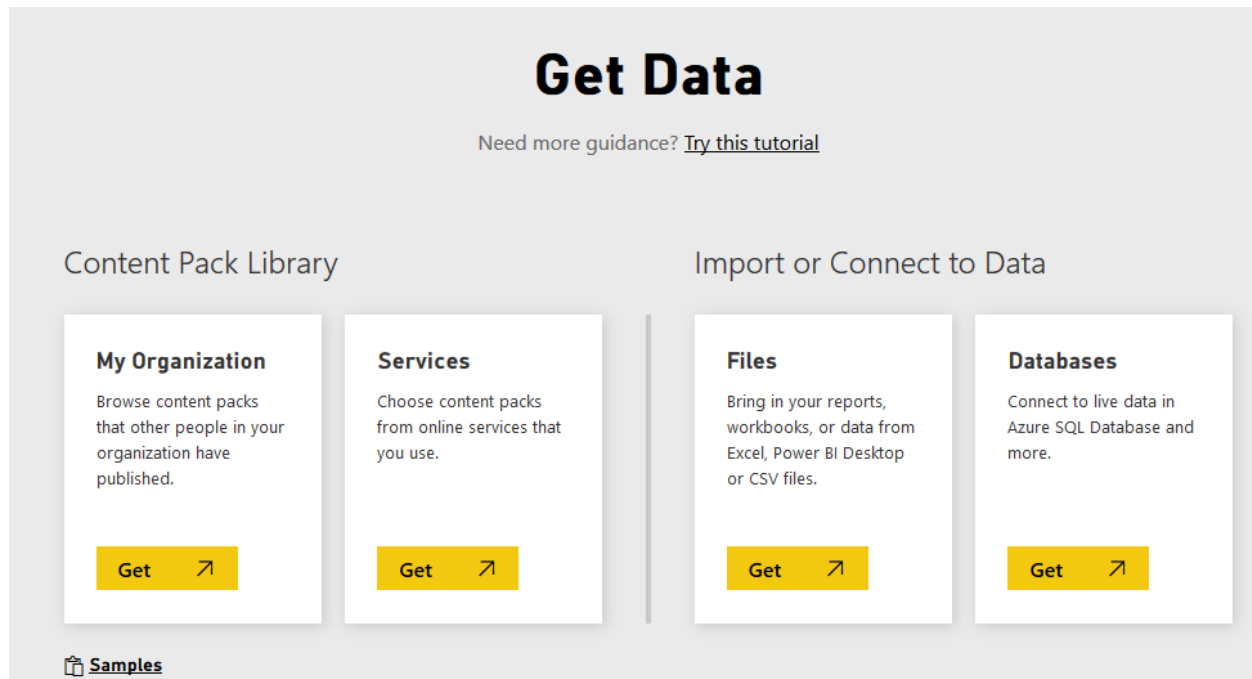 Get Data
Need more guidance? Try this tutorial
Content Pack Library
My Organization
Browse content packs
that other people in your
organization have
published.
Get
Services
Choose content packs
from online services that
you use.
Get
Import or Connect to Data
Files
Bring in your reports,
workbooks, or data from
Excel, Power BI Desktop
or CSV files.
Get
Databases
Connect to live data in
Azure SQL Database and
more.
Get
Samples